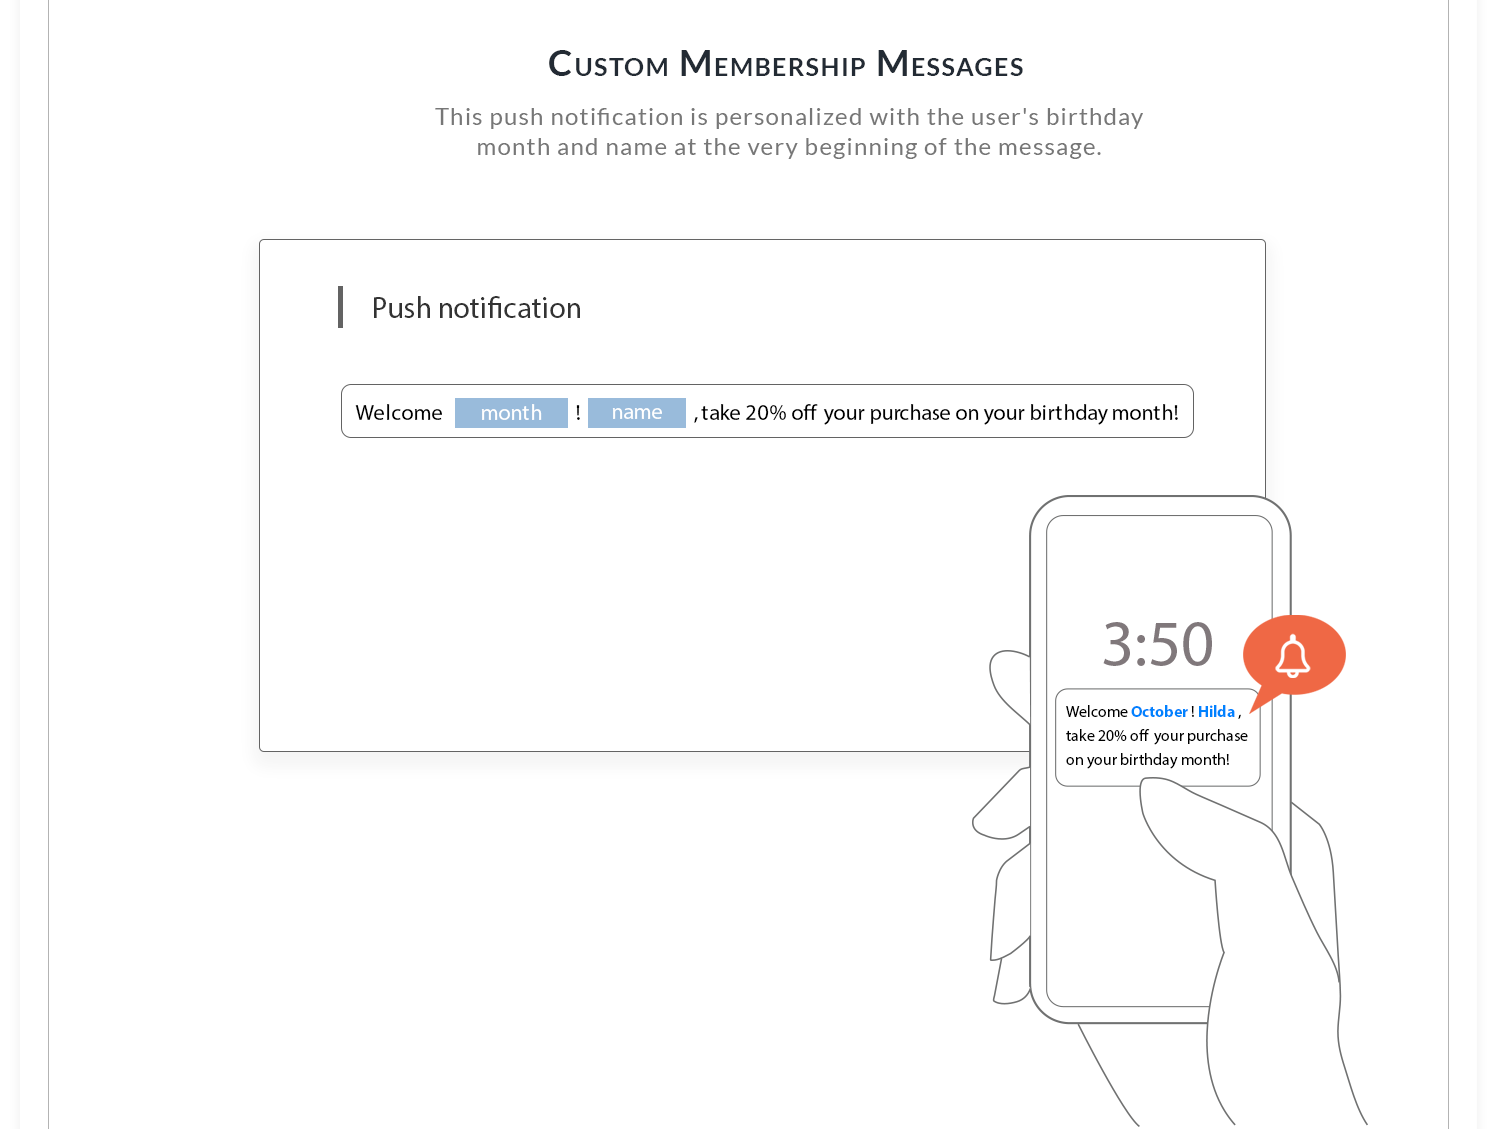 Custom Membership Messages
This push notification is personalized with the user's birthday
month and name at the very beginning of the message.
Push notification
Welcome month ! name , take 20% off your purchase on your birthday month!
3:50
Welcome October ! Hilda ,
take 20% off your purchase
on your birthday month!